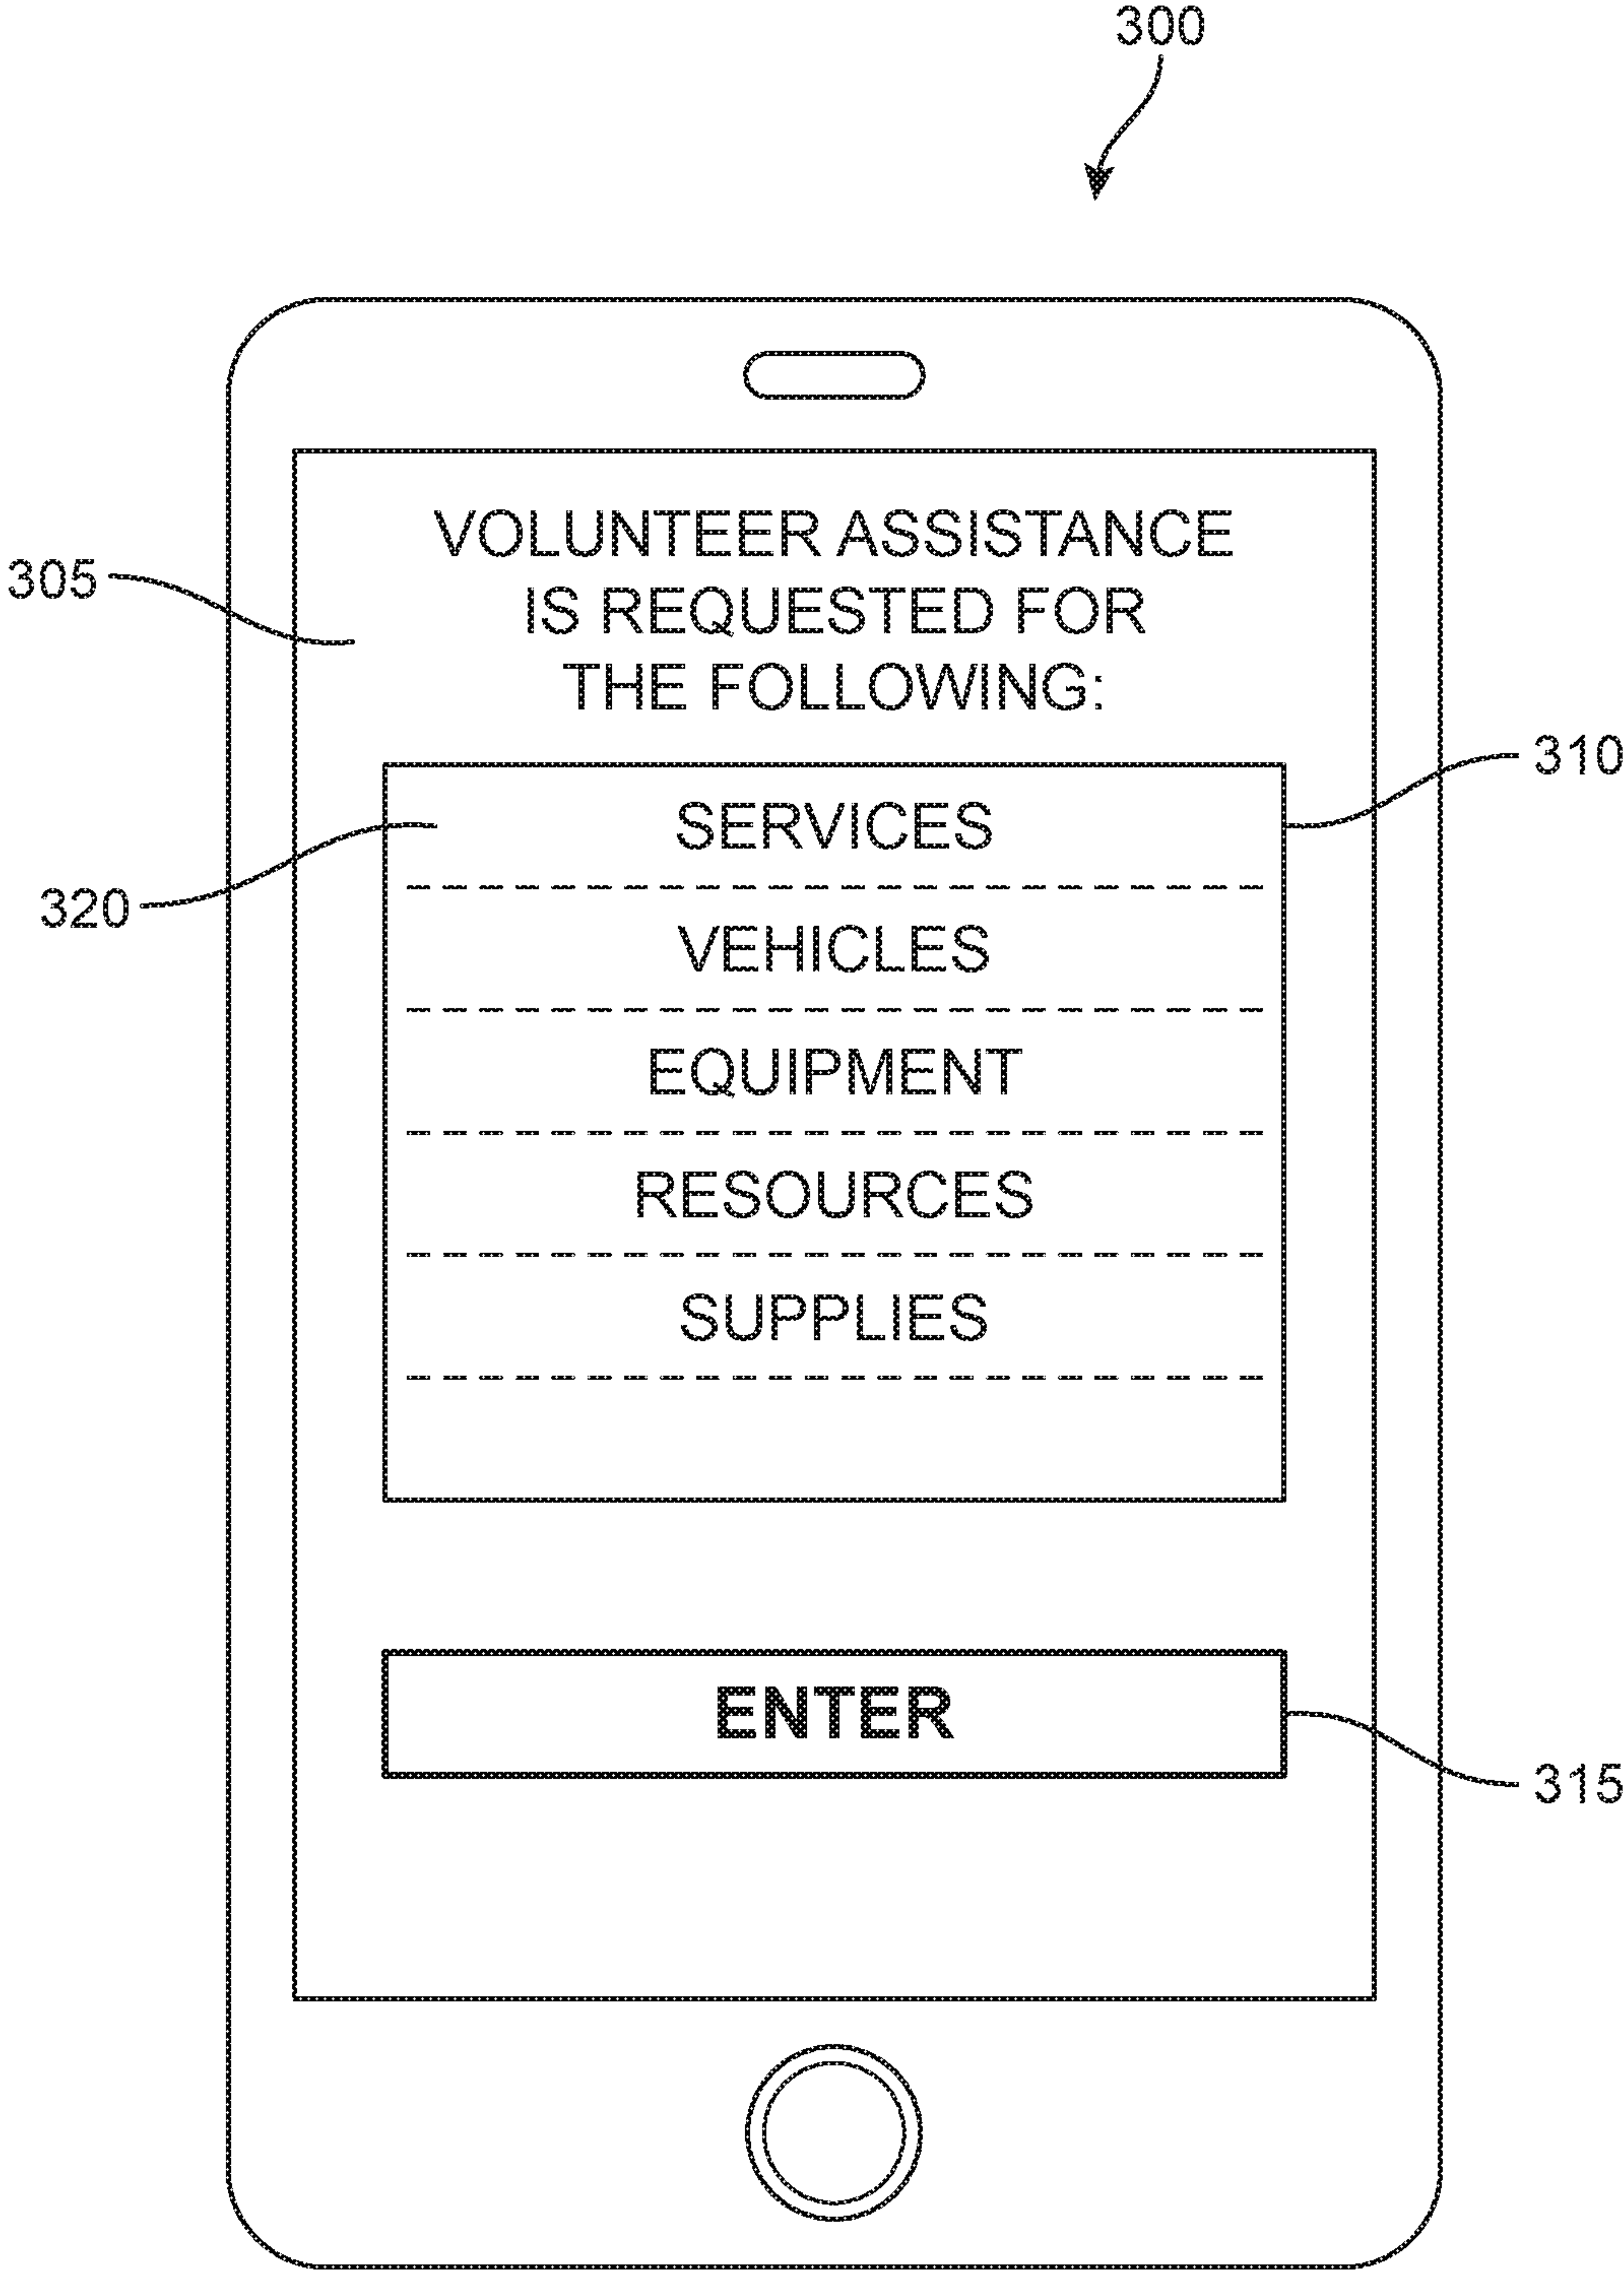 300
VOLUNTEER ASSISTANCE
IS REQUESTED FOR
THE FOLLOWING:
305
310
SERVICES
320
VEHICLES
EQUIPMENT
RESOURCES
SUPPLIES
ENTER
315